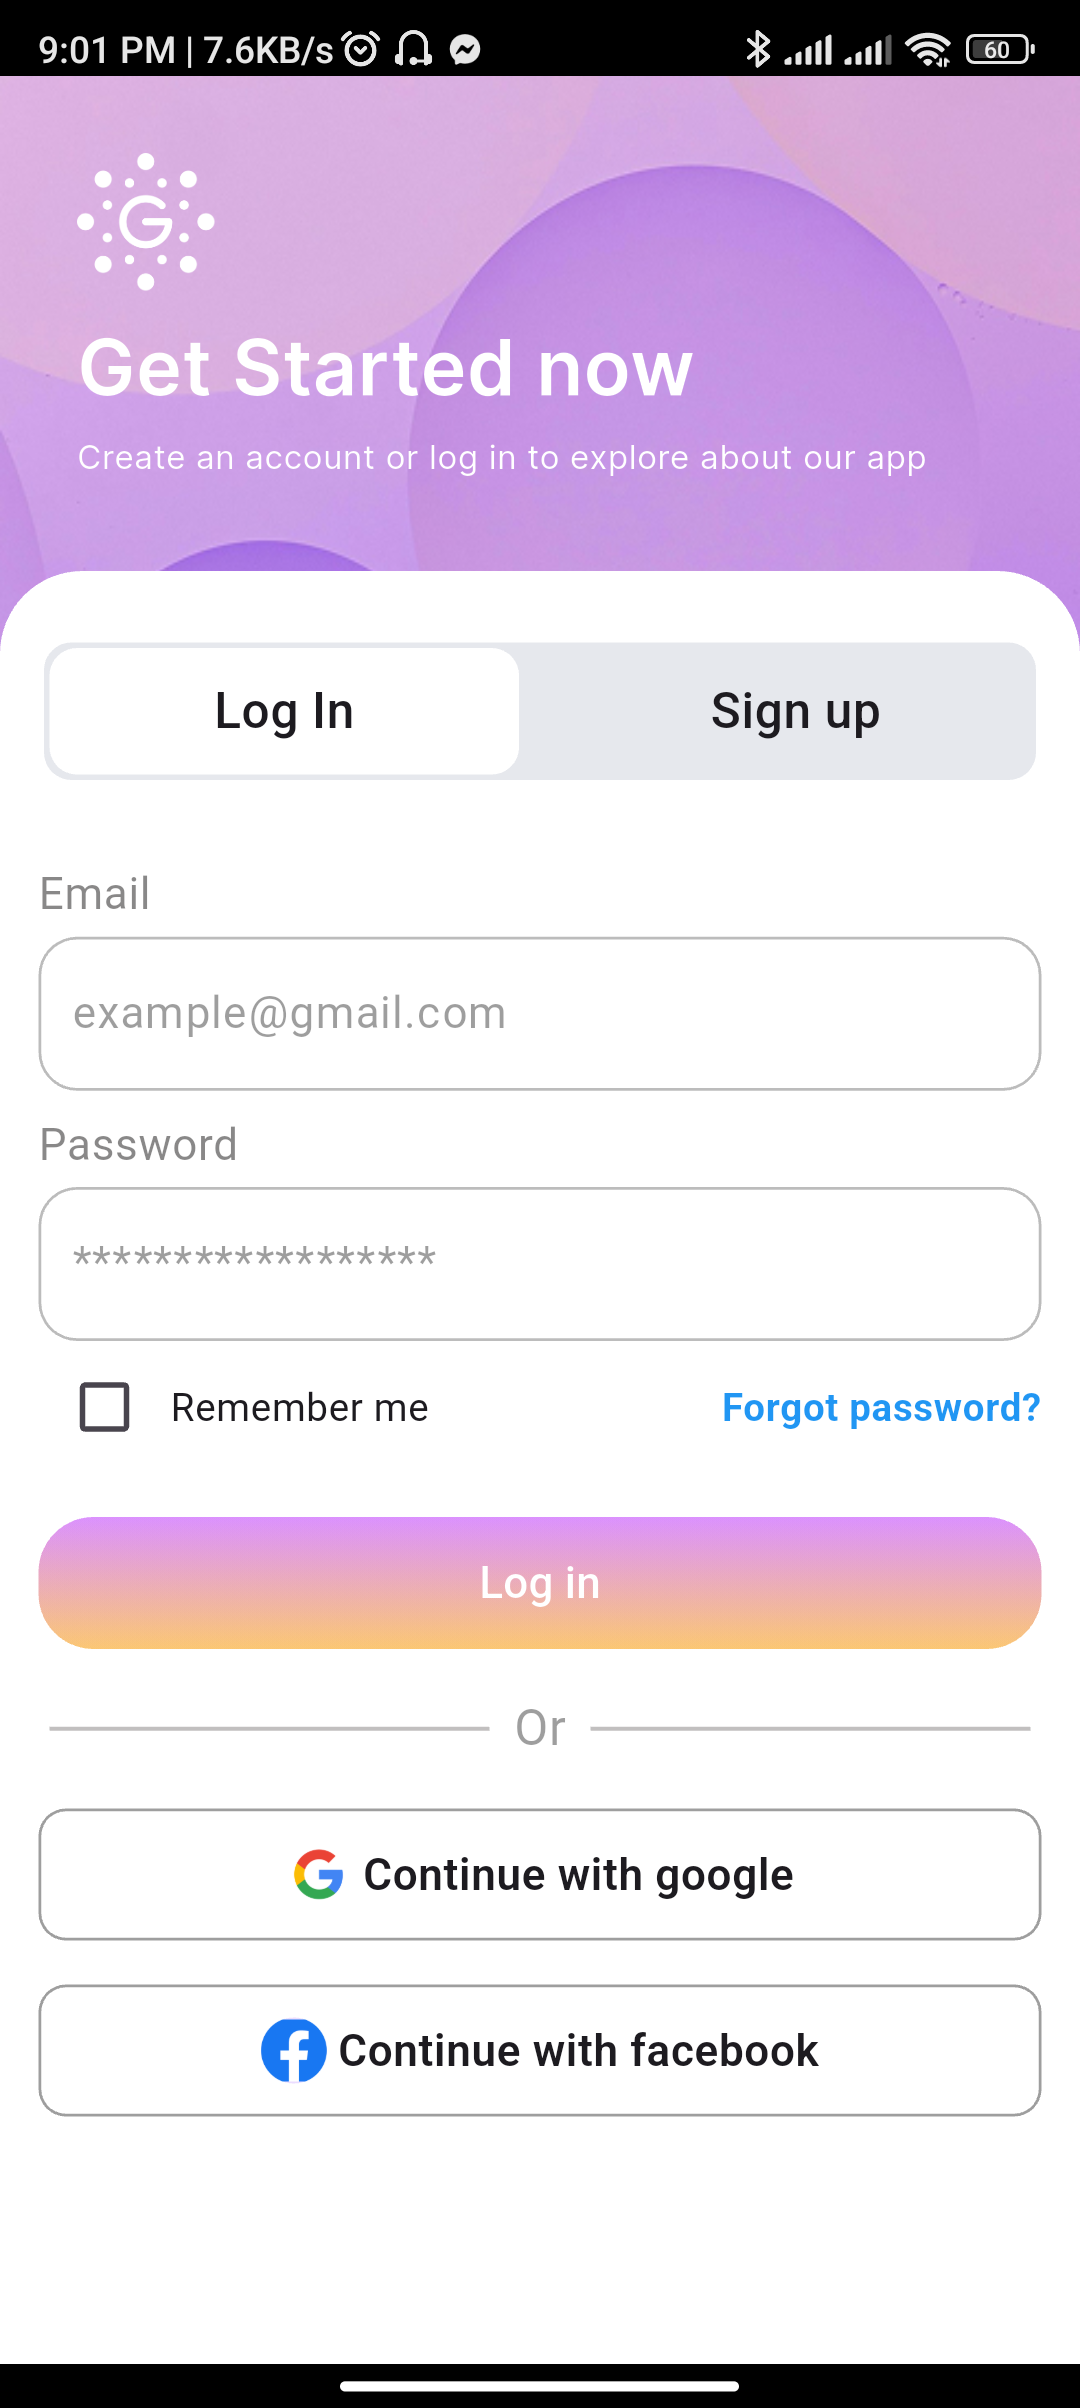 9:01 PM | 7.6KB/s
60
G
Get Started now
Create an account or log in to explore about our app
Log In
Sign up
Email
example@gmail.com
Password
******************
Remember me
Forgot password?
Log in
Or
Continue with google
Continue with facebook